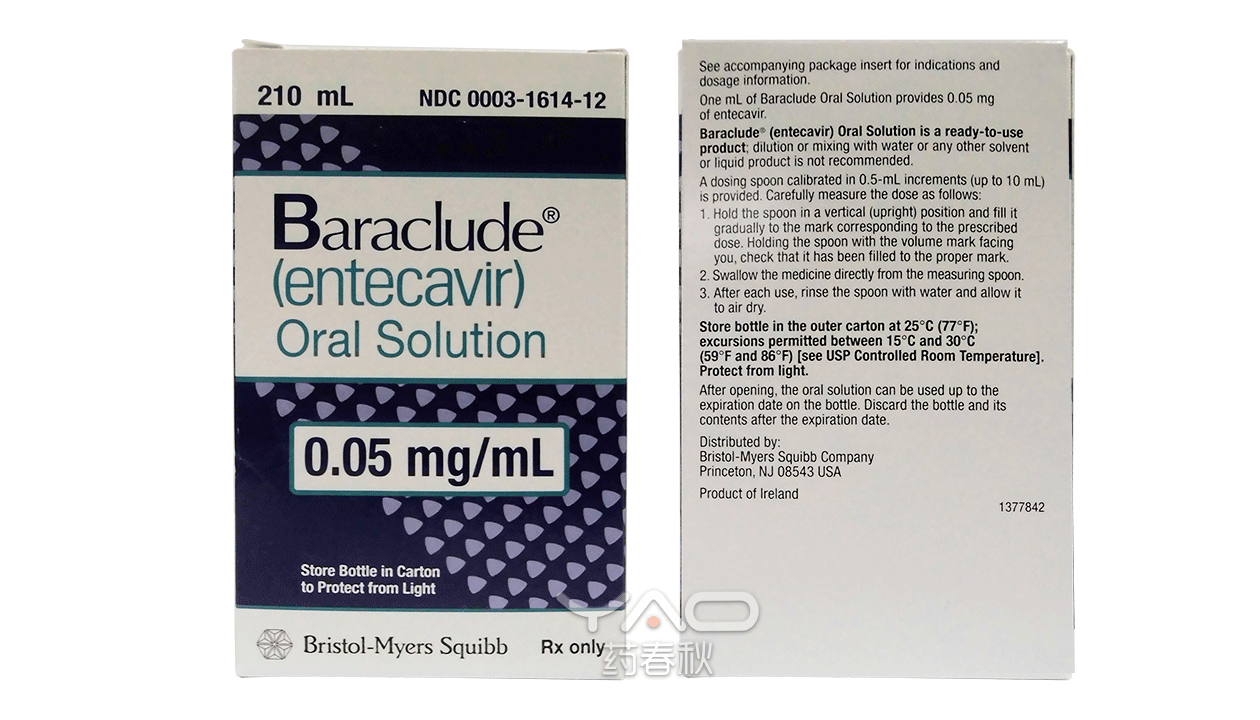 210 mL
NDC 0003-1614-12
Baraclude®
(entecavir)
Oral Solution
0.05 mg/mL
Store Bottle in Carton
to Protect from Light
Bristol-Myers Squibb
Rx only
See accompanying package insert for indications and
dosage information.
One mL of Baraclude Oral Solution provides 0.05 mg
of entecavir.
Baraclude® (entecavir) Oral Solution is a ready-to-use
product; dilution or mixing with water or any other solvent
or liquid product is not recommended.
A dosing spoon calibrated in 0.5-mL increments (up to 10 mL)
is provided. Carefully measure the dose as follows:
1. Hold the spoon in a vertical (upright) position and fill it
gradually to the mark corresponding to the prescribed
dose. Holding the spoon with the volume mark facing
you, check that it has been filled to the proper mark.
2. Swallow the medicine directly from the measuring spoon.
3. After each use, rinse the spoon with water and allow it
to air dry.
Store bottle in the outer carton at 25°C (77°F);
excursions permitted between 15°C and 30°C
(59°F and 86°F) [see USP Controlled Room Temperature].
Protect from light.
After opening, the oral solution can be used up to the
expiration date on the bottle. Discard the bottle and its
contents after the expiration date.
Distributed by:
Bristol-Myers Squibb Company
Princeton, NJ 08543 USA
Product of Ireland
1377842
YAO
药春秋